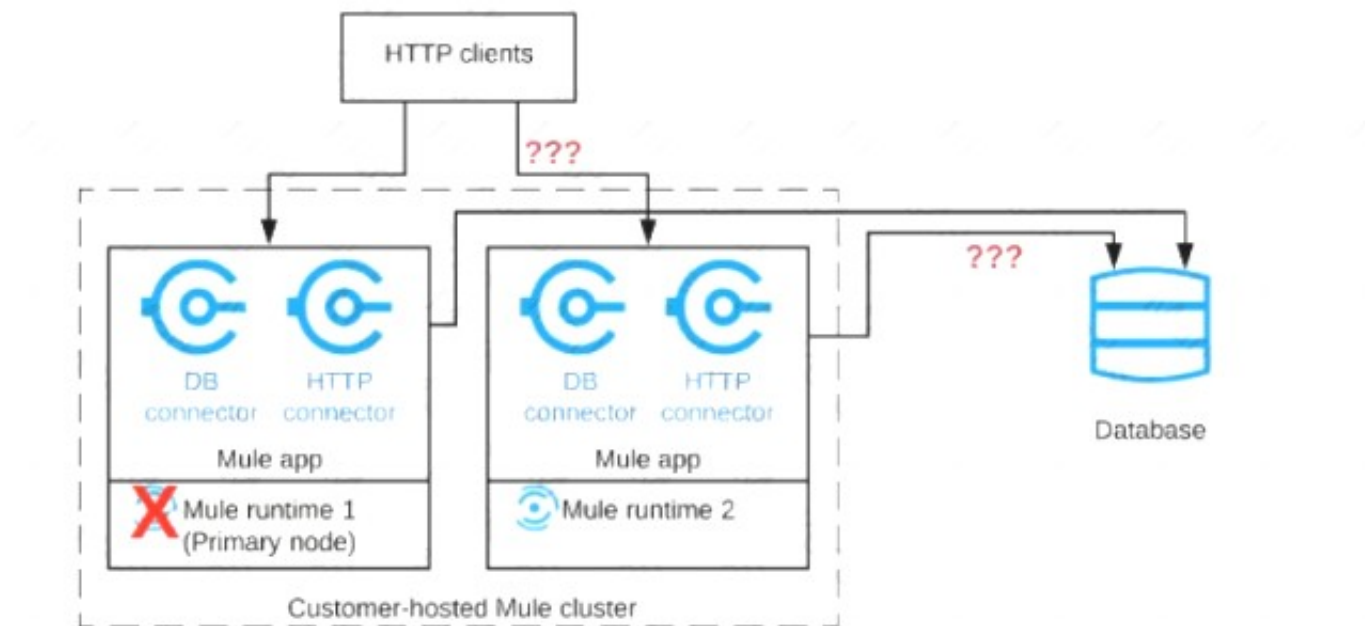 HTTP clients
???
???
DB
connector
HTTP
connector
DB
connector
HTTP
connector
Mule app
Mule app
Database
X
Mule runtime 1
(Primary node)
Mule runtime 2
Customer-hosted Mule cluster